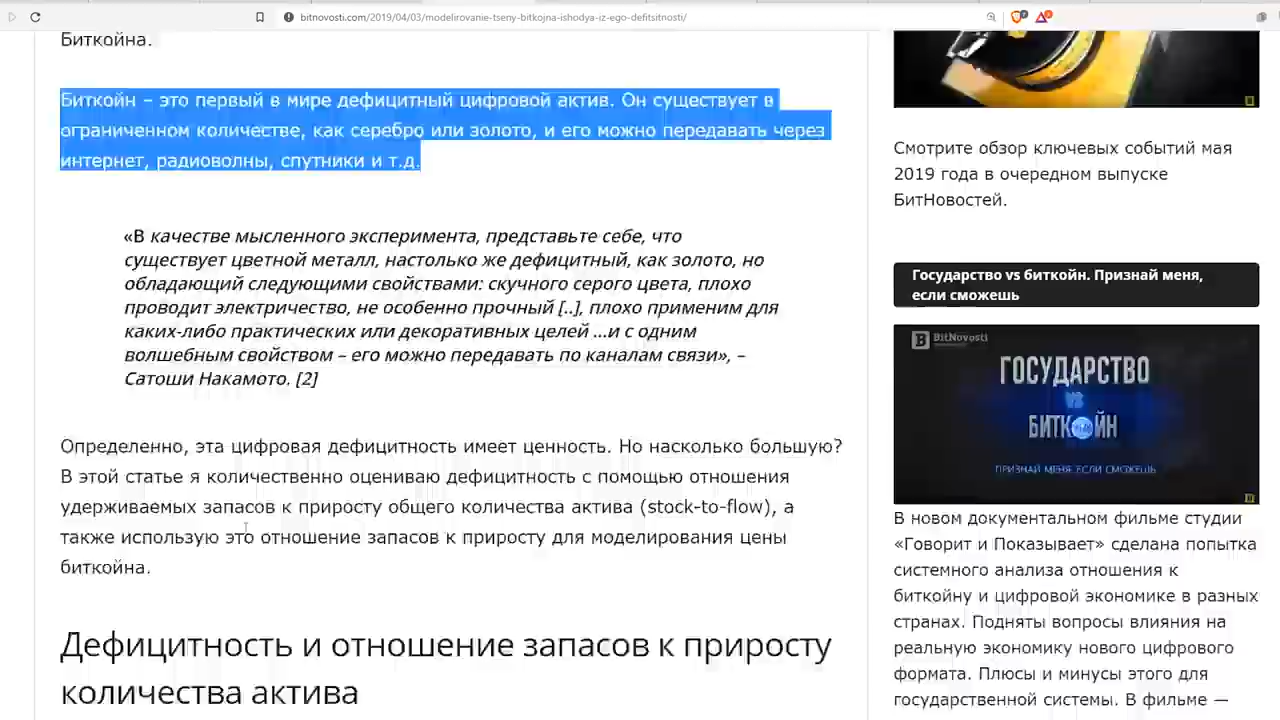 bitnovosti.com/2019/04/03/modelirovanie-tseny-bitkojna-ishodya-iz-ego-defitsitnosti/
Биткойна.
Биткойн – это первый в мире дефицитный цифровой актив. Он существует в
ограниченном количестве, как серебро или золото, и его можно передавать через
интернет, радиоволны, спутники и т.д.
«В качестве мысленного эксперимента, представьте себе, что
существует цветной металл, настолько же дефицитный, как золото, но
обладающий следующими свойствами: скучного серого цвета, плохо
проводит электричество, не особенно прочный [..], плохо применим для
каких-либо практических или декоративных целей ...и с одним
волшебным свойством – его можно передавать по каналам связи», –
Сатоши Накамото. [2]
Определенно, эта цифровая дефицитность имеет ценность. Но насколько большую?
В этой статье я количественно оцениваю дефицитность с помощью отношения
удерживаемых запасов к приросту общего количества актива (stock-to-flow), а
также использую это отношение запасов к приросту для моделирования цены
биткойна.
Дефицитность и отношение запасов к приросту
количества актива
Смотрите обзор ключевых событий мая
2019 года в очередном выпуске
БитНовостей.
Государство vs биткойн. Признай меня,
если сможешь
BitNovosti
ГОСУДАРСТВО
VS
БИТКОЙН
ПРИЗНАЙ МЕНЯ, ЕСЛИ СМОЖЕШЬ
В новом документальном фильме студии
«Говорит и Показывает» сделана попытка
системного анализа отношения к
биткойну и цифровой экономике в разных
странах. Подняты вопросы влияния на
реальную экономику нового цифрового
формата. Плюсы и минусы этого для
государственной системы. В фильме —